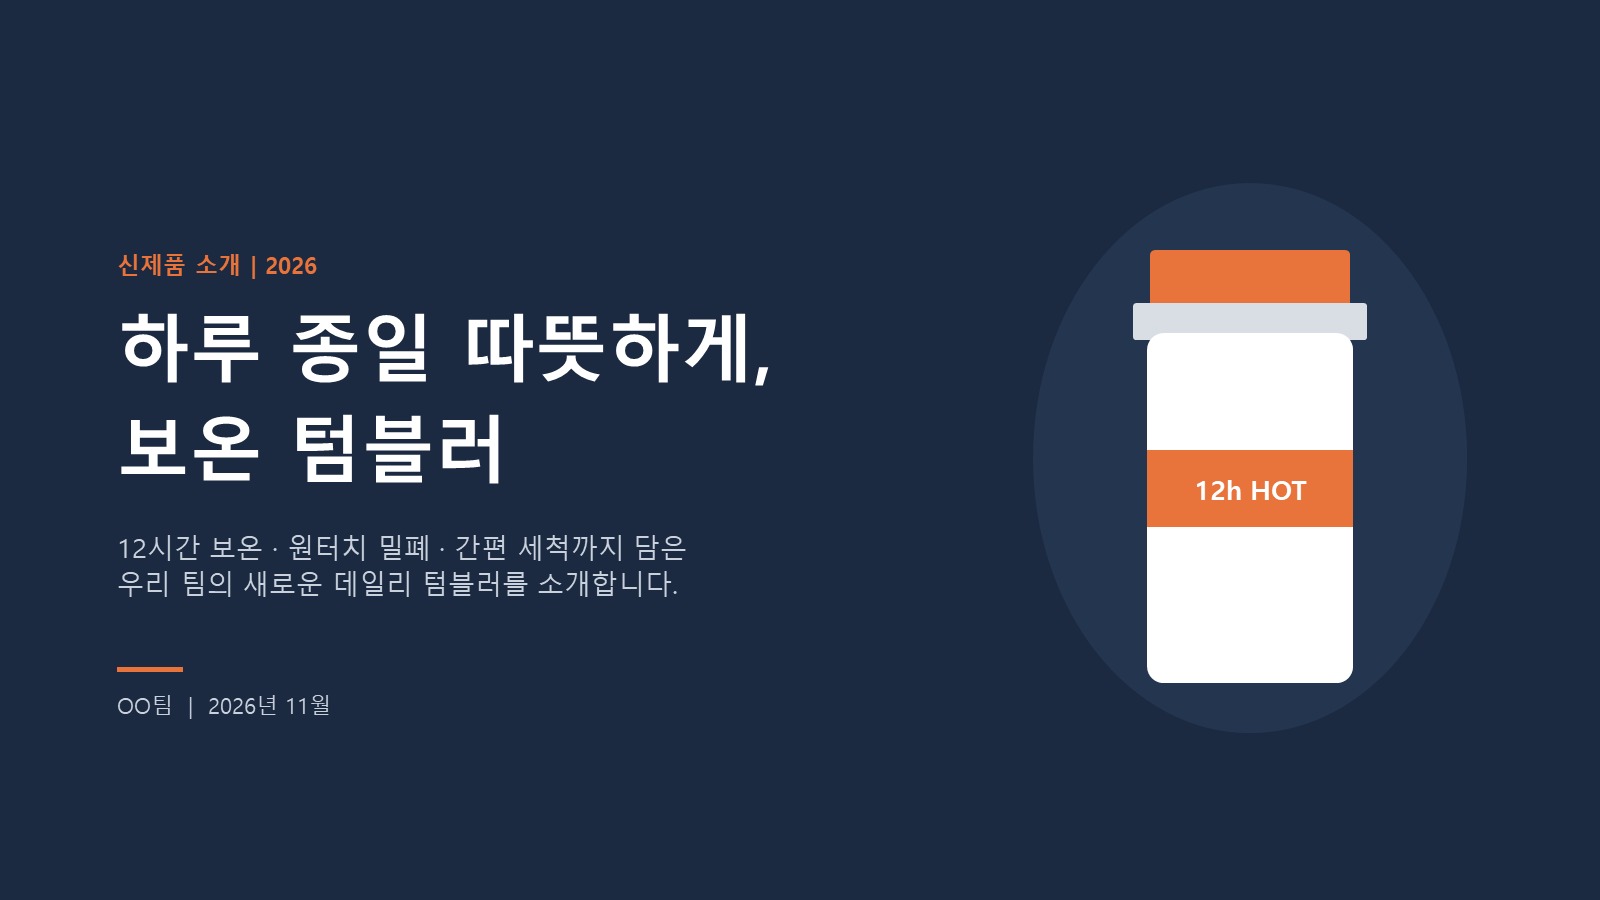 신제품 소개 | 2026
하루 종일 따뜻하게,
보온 텀블러
12시간 보온 · 원터치 밀폐 · 간편 세척까지 담은
우리 팀의 새로운 데일리 텀블러를 소개합니다.
OO팀 | 2026년 11월
12h HOT